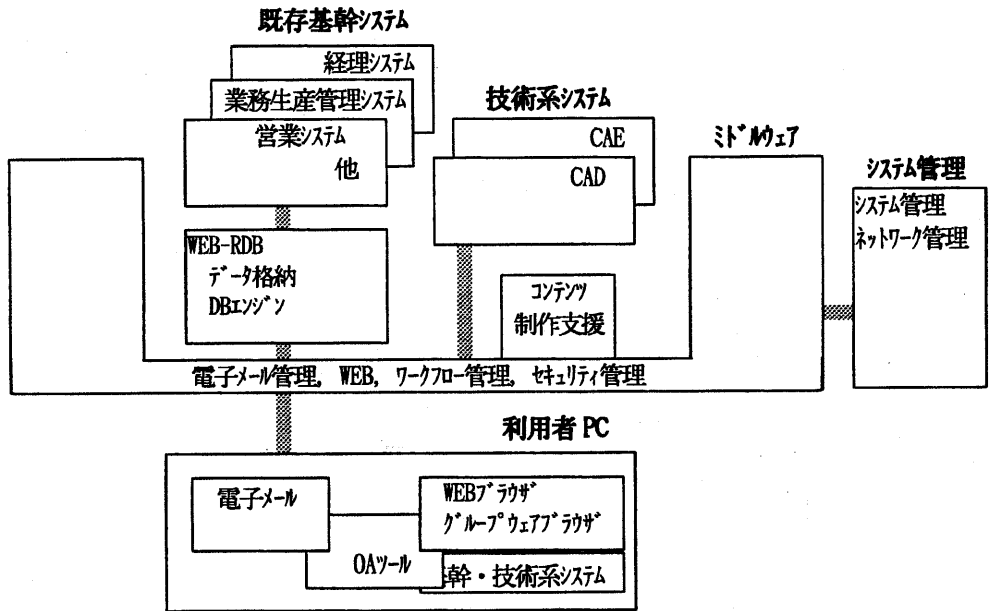 既存基幹システム
経理システム
業務生産管理システム
営業システム
他
技術系システム
CAE
CAD
ミドルウェア
システム管理
システム管理
ネットワーク管理
WEB-RDB
データ格納
DBエンジン
コンテンツ
制作支援
電子メール管理, WEB, ワークフロー管理, セキュリティ管理
利用者 PC
電子メール
WEBブラウザ
グループウェアブラウザ
OAツール
幹・技術系システム